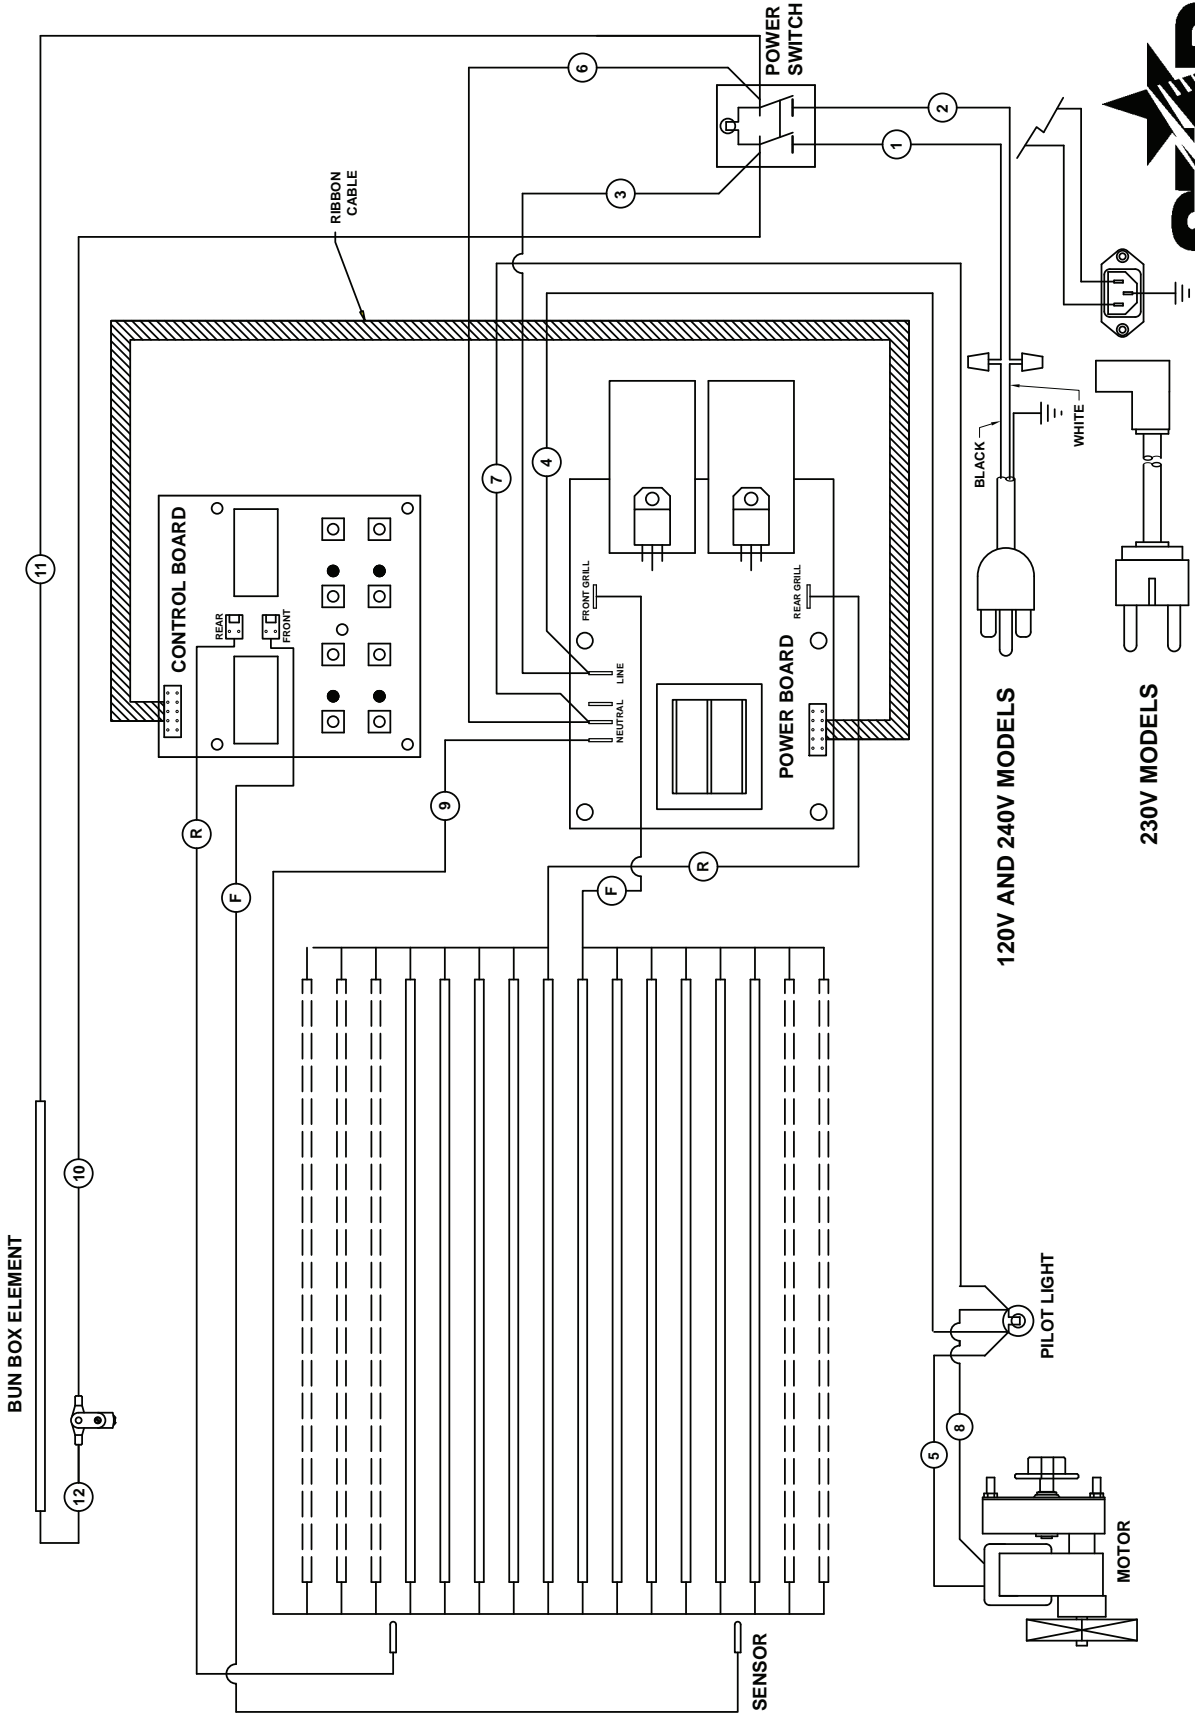 BUN BOX ELEMENT
11
10
12
CONTROL BOARD
REAR
FRONT
RIBBON
CABLE
6
3
POWER
SWITCH
2
1
R
F
9
7
4
FRONT GRILL
REAR GRILL
LINE
NEUTRAL
POWER BOARD
F
R
SENSOR
BLACK
WHITE
120V AND 240V MODELS
230V MODELS
5
8
PILOT LIGHT
MOTOR